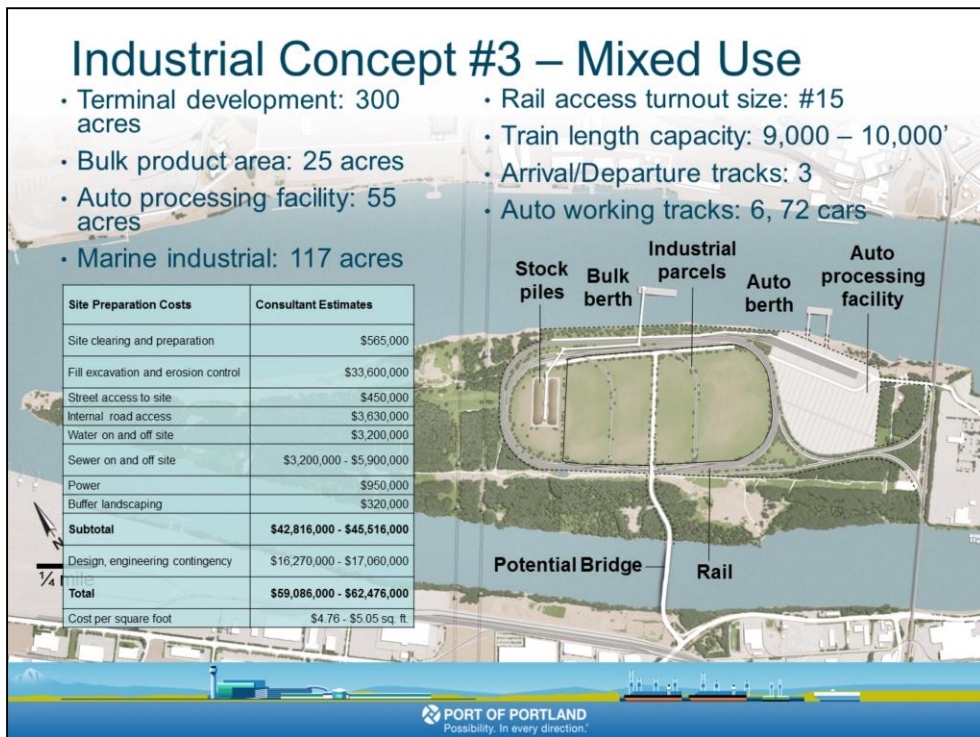 Industrial Concept #3 – Mixed Use
• Terminal development: 300
acres
• Bulk product area: 25 acres
• Auto processing facility: 55
acres
• Marine industrial: 117 acres
• Rail access turnout size: #15
• Train length capacity: 9,000 – 10,000’
• Arrival/Departure tracks: 3
• Auto working tracks: 6, 72 cars
Site Preparation Costs Consultant Estimates
Site clearing and preparation $565,000
Fill excavation and erosion control $33,600,000
Street access to site $450,000
Internal road access $3,630,000
Water on and off site $3,200,000
Sewer on and off site $3,200,000 - $5,900,000
Power $950,000
Buffer landscaping $320,000
Subtotal $42,816,000 - $45,516,000
Design, engineering contingency $16,270,000 - $17,060,000
Total $59,086,000 - $62,476,000
Cost per square foot $4.76 - $5.05 sq. ft.
Stock
piles
Bulk
berth
Industrial
parcels
Auto
berth
Auto
processing
facility
Potential Bridge
Rail
N
¼ mile
PORT OF PORTLAND
Possibility. In every direction.